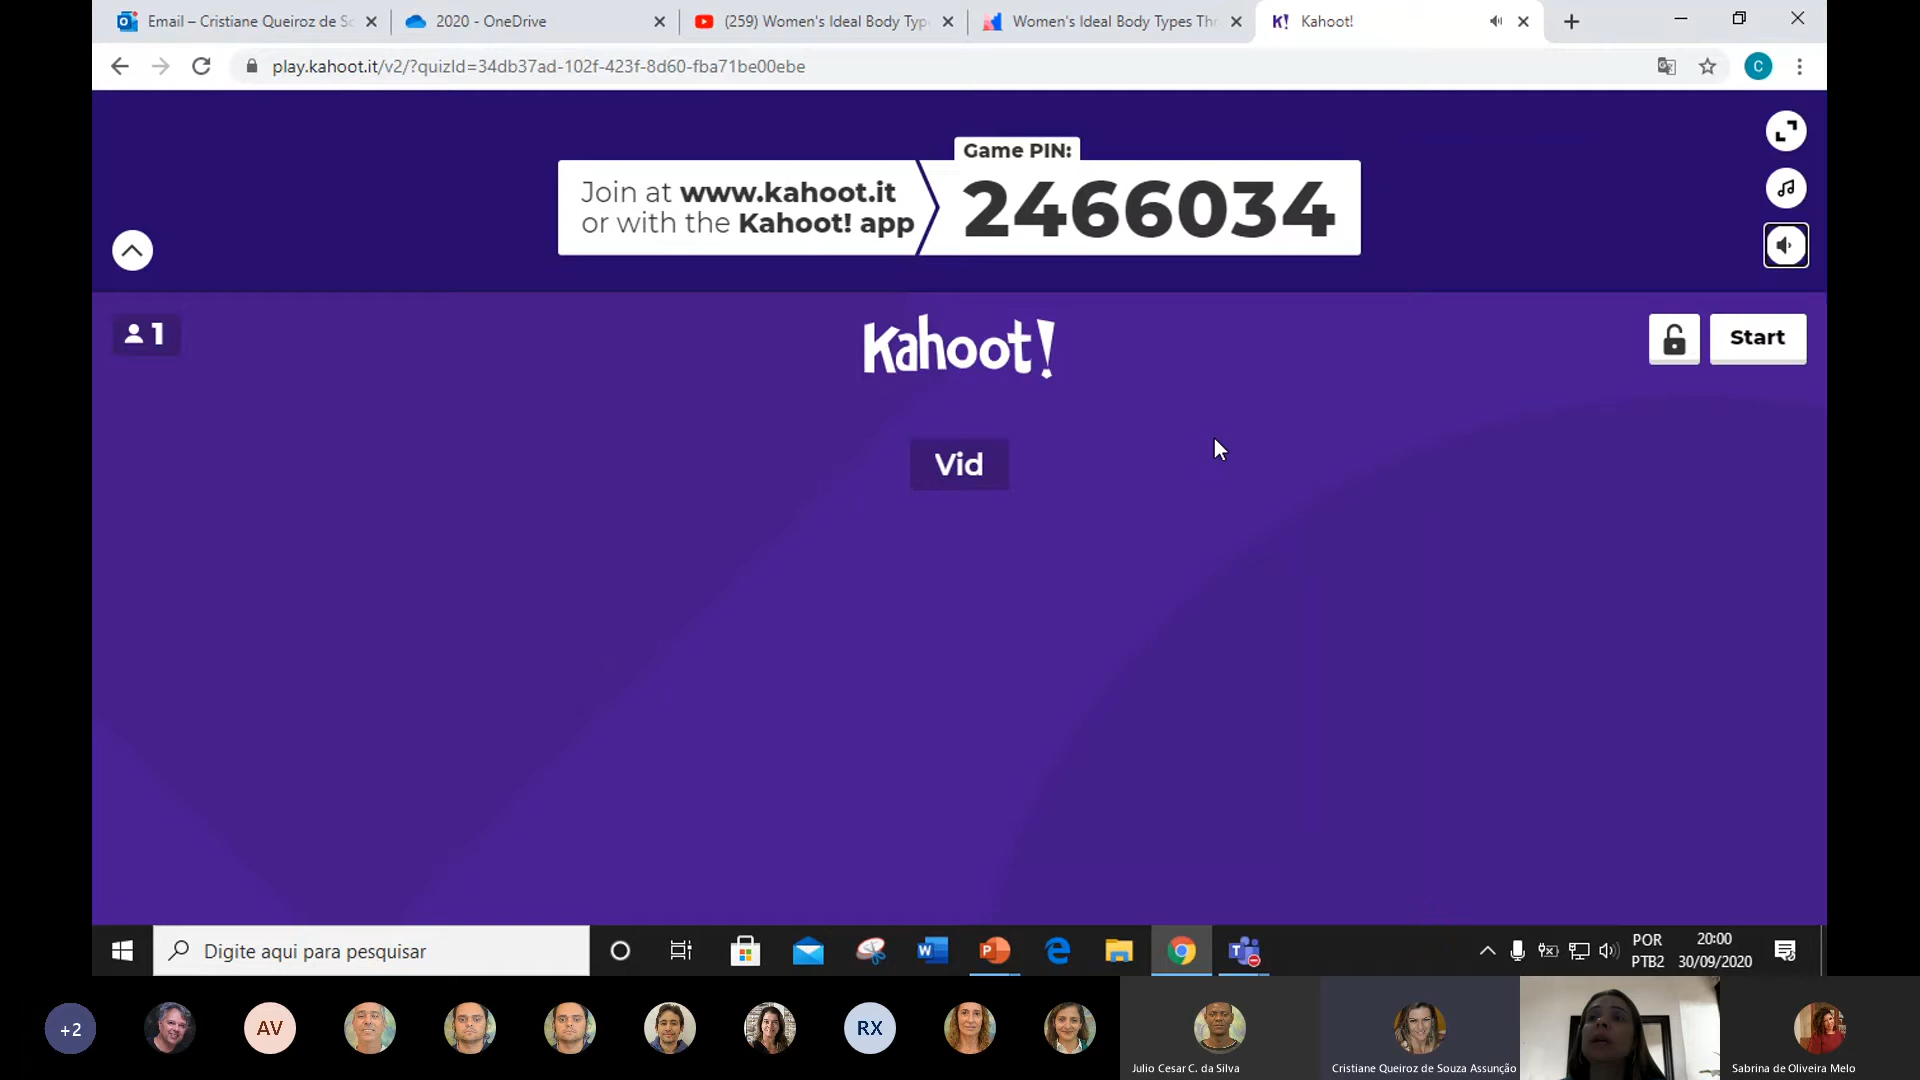 Email – Cristiane Queiroz de So
2020 - OneDrive
(259) Women's Ideal Body Typ
Women's Ideal Body Types Thr
K! Kahoot!
play.kahoot.it/v2/?quizId=34db37ad-102f-423f-8d60-fba71be00ebe
C
Game PIN:
Join at www.kahoot.it
or with the Kahoot! app
2466034
1
Kahoot!
Start
Vid
Digite aqui para pesquisar
POR
PTB2
20:00
30/09/2020
+2
AV
RX
Julio Cesar C. da Silva
Cristiane Queiroz de Souza Assunção
Sabrina de Oliveira Melo